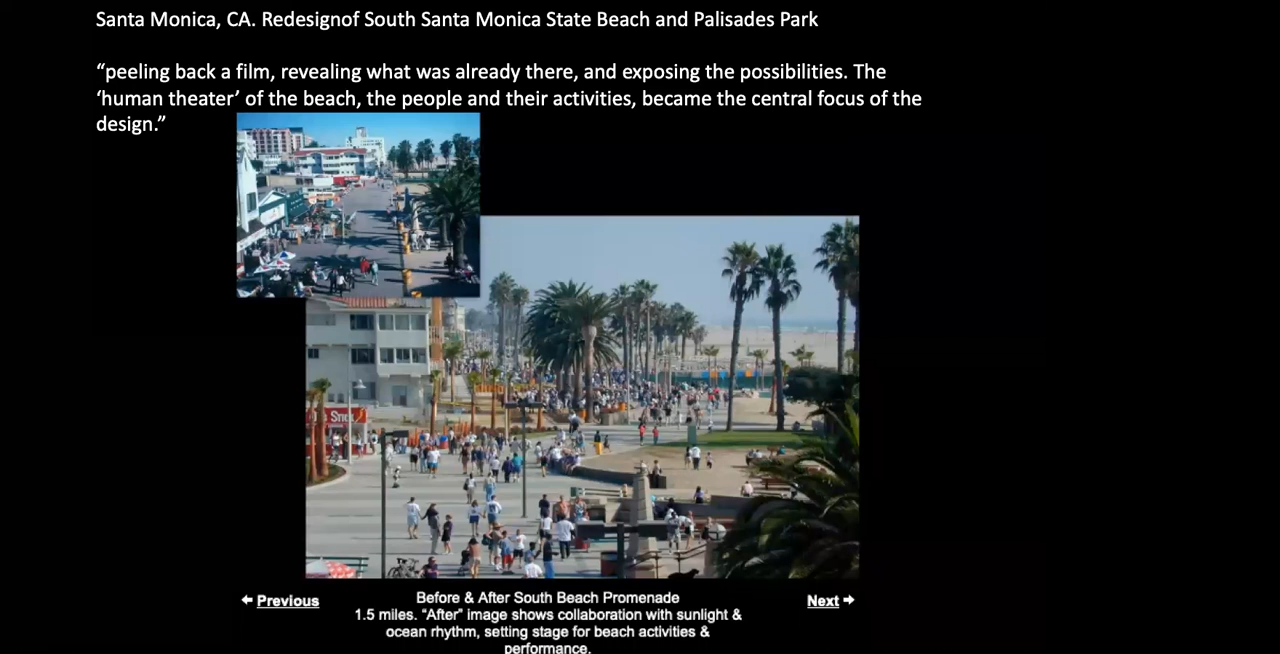 Santa Monica, CA. Redesignof South Santa Monica State Beach and Palisades Park
“peeling back a film, revealing what was already there, and exposing the possibilities. The
‘human theater’ of the beach, the people and their activities, became the central focus of the
design.”
Stick
Before & After South Beach Promenade
Previous
Next
1.5 miles. “After” image shows collaboration with sunlight &
ocean rhythm, setting stage for beach activities &
performance.